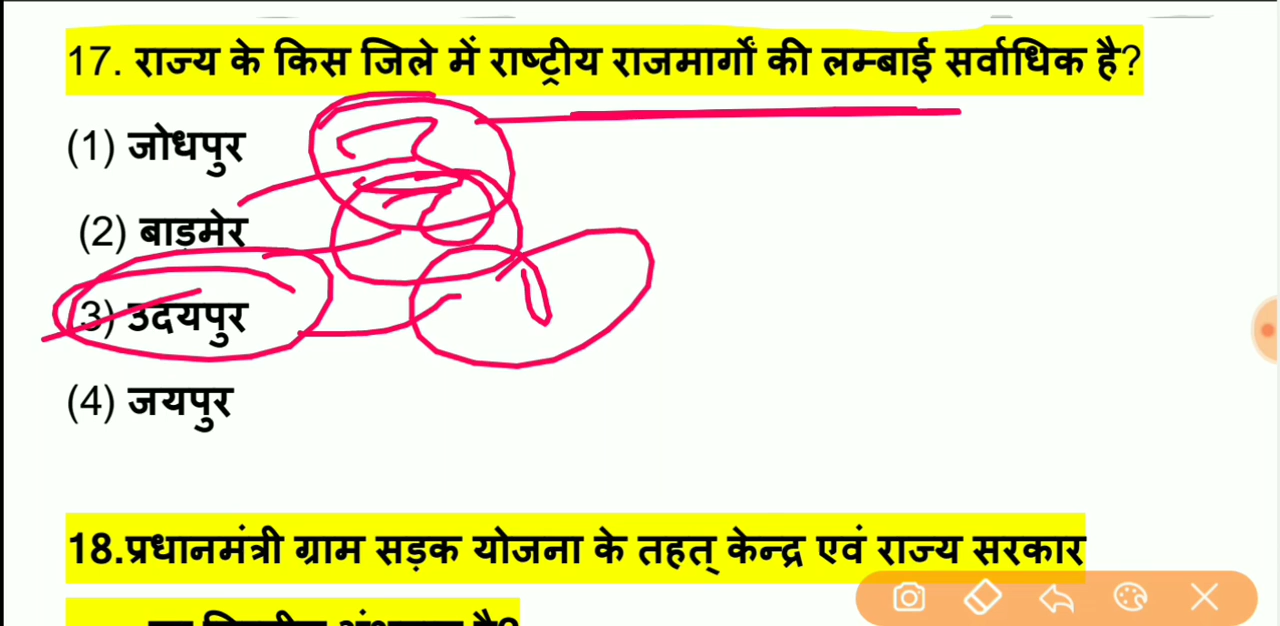 17. राज्य के किस जिले में राष्ट्रीय राजमार्गों की लम्बाई सर्वाधिक है?
(1) जोधपुर
(2) बाड़मेर
3) उदयपुर
(4) जयपुर
18.प्रधानमंत्री ग्राम सड़क योजना के तहत् केन्द्र एवं राज्य सरकार